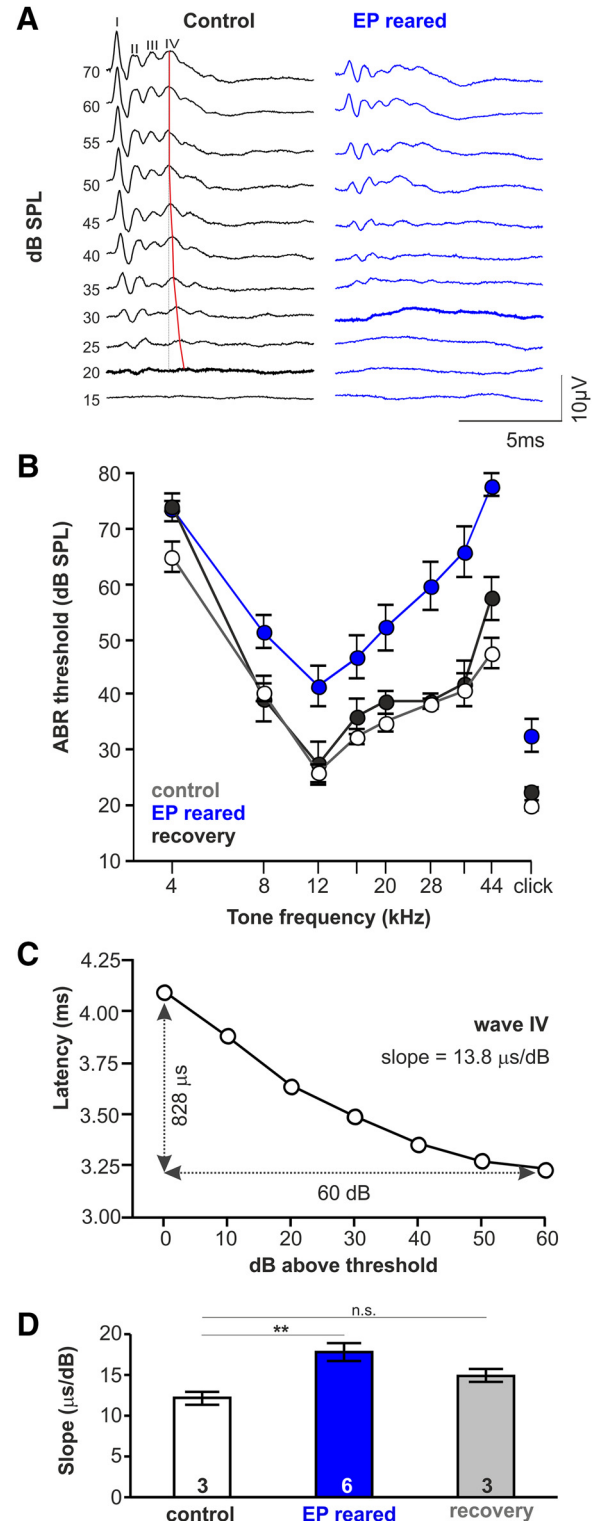 A
Control
EP reared
I
II
III
IV
70
60
55
50
45
40
35
30
25
20
15
dB SPL
10µV
5ms
B
80
70
60
50
40
30
20
10
ABR threshold (dB SPL)
control
EP reared
recovery
4
8
12
20
28
44
click
Tone frequency (kHz)
C
4.25
4.00
3.75
3.50
3.25
3.00
Latency (ms)
wave IV
slope = 13.8 µs/dB
828 µs
60 dB
0
10
20
30
40
50
60
dB above threshold
D
n.s.
**
20
15
10
5
0
Slope (µs/dB)
3
6
3
control
EP reared
recovery